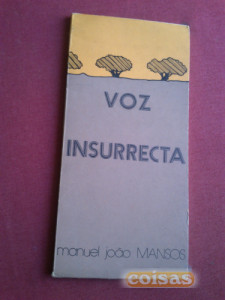 VOZ
INSURRECTA
manuel joão MANSOS
coisas